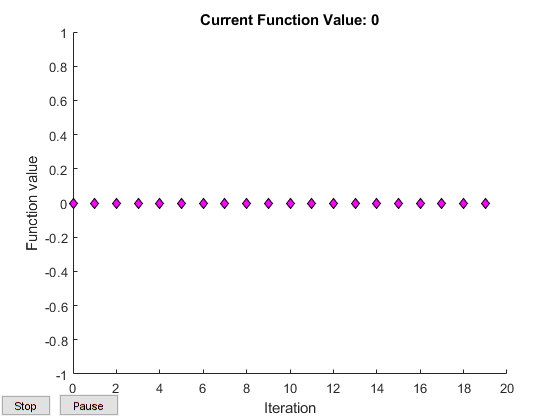 Current Function Value: 0
1
0.8
0.6
0.4
0.2
0
-0.2
-0.4
-0.6
-0.8
-1
Function value
0 2 4 6 8 10 12 14 16 18 20
Iteration
Stop Pause